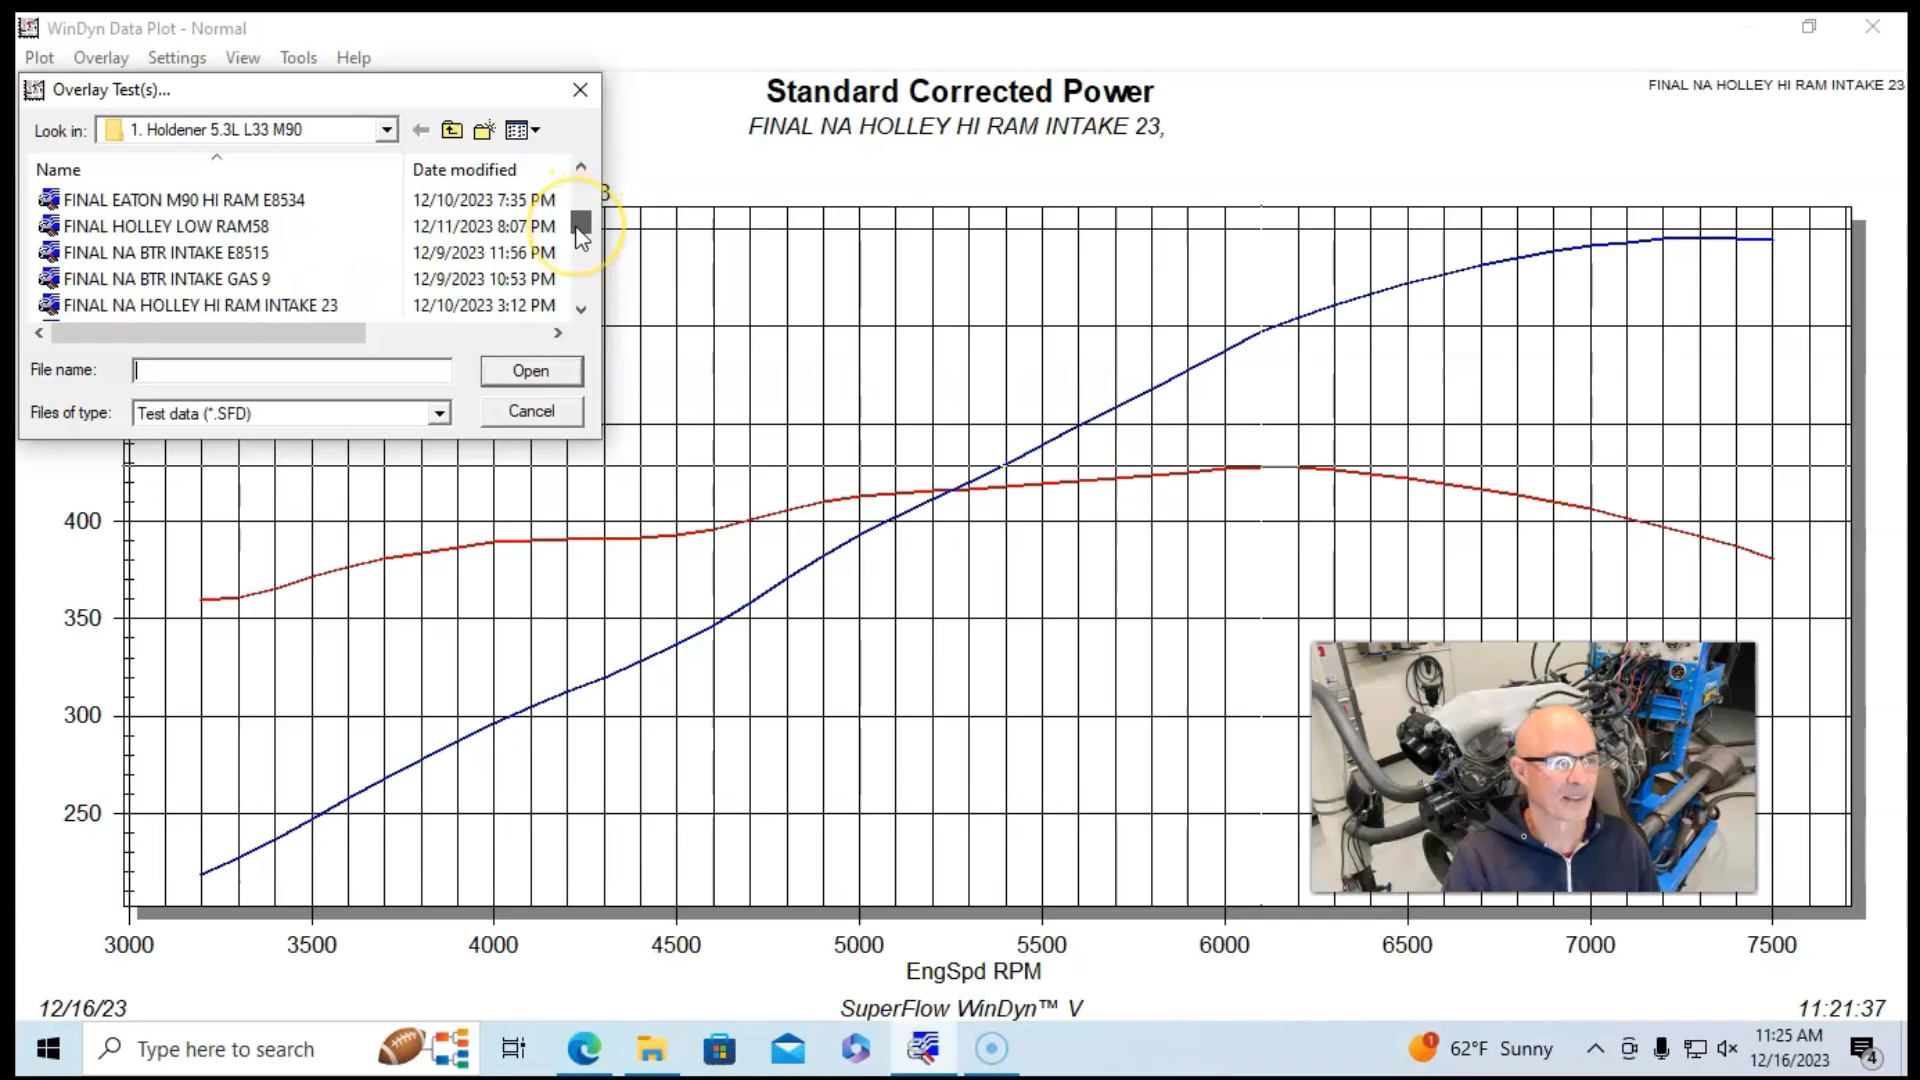 WinDyn Data Plot - Normal
Plot Overlay Settings View Tools Help
Overlay Test(s)...
Look in: 1. Holdener 5.3L L33 M90
Name Date modified
FINAL EATON M90 HI RAM E8534 12/10/2023 7:35 PM
FINAL HOLLEY LOW RAM58 12/11/2023 8:07 PM
FINAL NA BTR INTAKE E8515 12/9/2023 11:56 PM
FINAL NA BTR INTAKE GAS 9 12/9/2023 10:53 PM
FINAL NA HOLLEY HI RAM INTAKE 23 12/10/2023 3:12 PM
File name: Open
Files of type: Test data (*.SFD) Cancel
Standard Corrected Power
FINAL NA HOLLEY HI RAM INTAKE 23,
FINAL NA HOLLEY HI RAM INTAKE 23
3
400
350
300
250
3000 3500 4000 4500 5000 5500 6000 6500 7000 7500
EngSpd RPM
12/16/23 SuperFlow WinDyn™ V 11:21:37
Type here to search
1 62°F Sunny
11:25 AM
12/16/2023
4